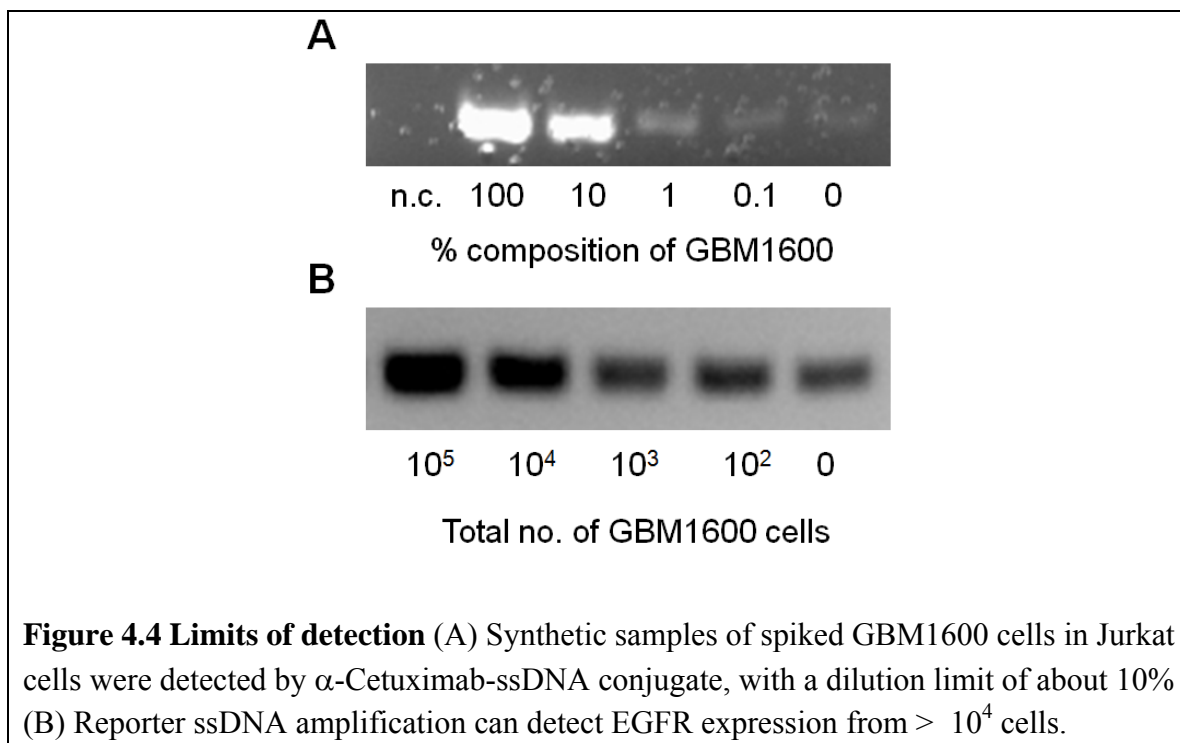 A
n.c. 100 10 1 0.1 0
% composition of GBM1600
B
10⁵ 10⁴ 10³ 10² 0
Total no. of GBM1600 cells
Figure 4.4 Limits of detection (A) Synthetic samples of spiked GBM1600 cells in Jurkat
cells were detected by α-Cetuximab-ssDNA conjugate, with a dilution limit of about 10%
(B) Reporter ssDNA amplification can detect EGFR expression from > 10⁴ cells.